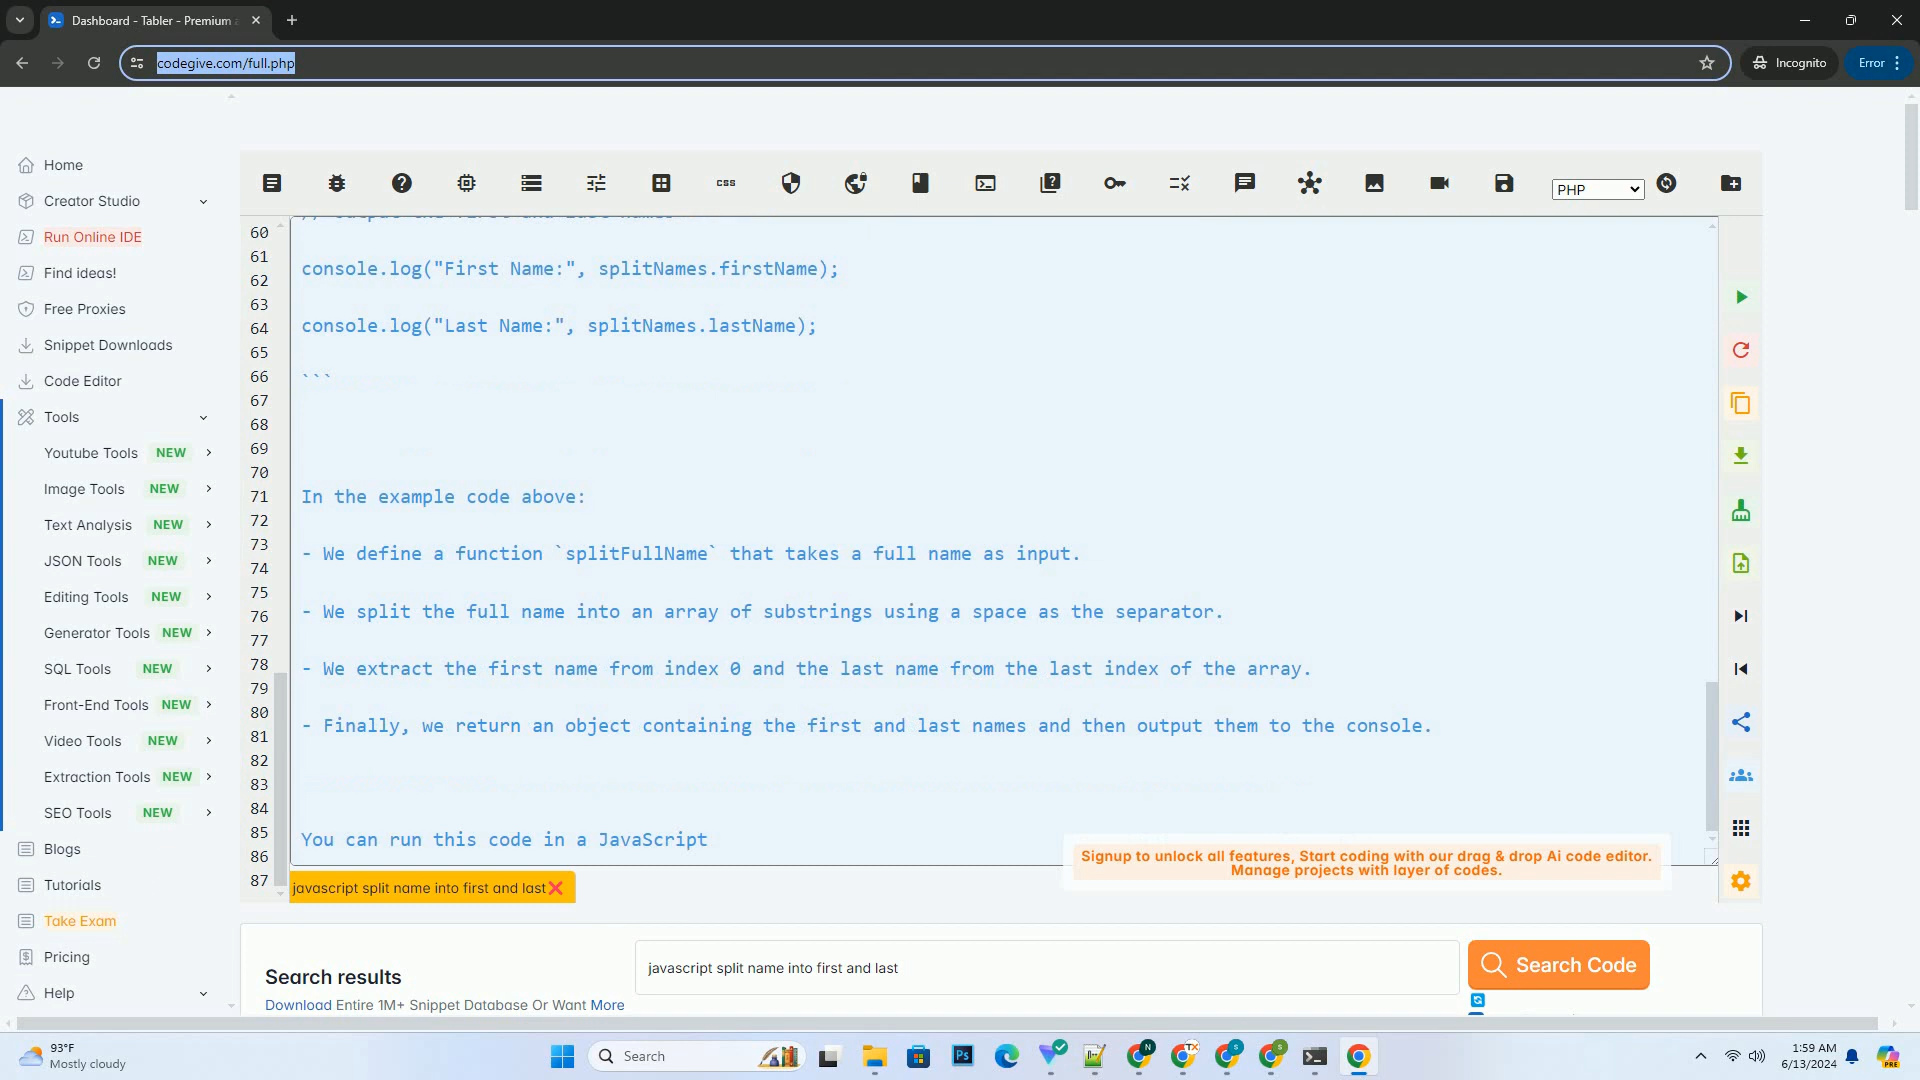 Dashboard - Tabler - Premium
codegive.com/full.php
Incognito
Error
Home
Creator Studio
Run Online IDE
Find ideas!
Free Proxies
Snippet Downloads
Code Editor
Tools
Youtube Tools NEW
Image Tools NEW
Text Analysis NEW
JSON Tools NEW
Editing Tools NEW
Generator Tools NEW
SQL Tools NEW
Front-End Tools NEW
Video Tools NEW
Extraction Tools NEW
SEO Tools NEW
Blogs
Tutorials
Take Exam
Pricing
Help
css
PHP
60
61
62
63
64
65
66
67
68
69
70
71
72
73
74
75
76
77
78
79
80
81
82
83
84
85
86
87
console.log("First Name:", splitNames.firstName);
console.log("Last Name:", splitNames.lastName);
```
In the example code above:
- We define a function `splitFullName` that takes a full name as input.
- We split the full name into an array of substrings using a space as the separator.
- We extract the first name from index 0 and the last name from the last index of the array.
- Finally, we return an object containing the first and last names and then output them to the console.
You can run this code in a JavaScript
Signup to unlock all features, Start coding with our drag & drop Ai code editor.
Manage projects with layer of codes.
javascript split name into first and last
Search results
Download Entire 1M+ Snippet Database Or Want More
javascript split name into first and last
Search Code
93°F
Mostly cloudy
Search
1:59 AM
6/13/2024